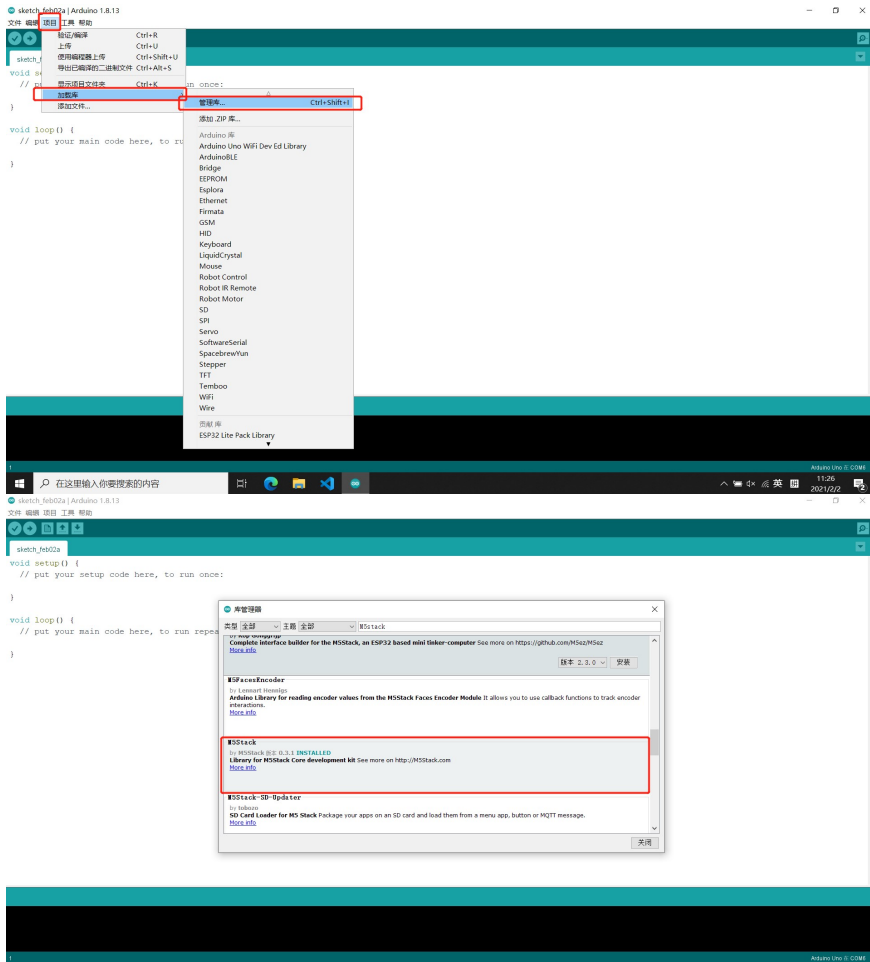 sketch_feb02a | Arduino 1.8.13
文件 编辑 项目 工具 帮助
验证/编译 Ctrl+R
上传 Ctrl+U
使用编程器上传 Ctrl+Shift+U
导出已编译的二进制文件 Ctrl+Alt+S
显示项目文件夹 Ctrl+K
加载库
添加文件...
管理库... Ctrl+Shift+I
添加 .ZIP 库...
Arduino 库
Arduino Uno WiFi Dev Ed Library
ArduinoBLE
Bridge
EEPROM
Esplora
Ethernet
Firmata
GSM
HID
Keyboard
LiquidCrystal
Mouse
Robot Control
Robot IR Remote
Robot Motor
SD
SPI
Servo
SoftwareSerial
SpacebrewYun
Stepper
TFT
Temboo
WiFi
Wire
贡献 库
ESP32 Lite Pack Library
sketch_f
void se
// pu
un once:
}
void loop() {
// put your main code here, to ru
}
1
Arduino Uno 在 COM6
在这里输入你要搜索的内容
英
11:26
2021/2/2
2
sketch_feb02a | Arduino 1.8.13
文件 编辑 项目 工具 帮助
sketch_feb02a
void setup() {
// put your setup code here, to run once:
}
void loop() {
// put your main code here, to run repea
}
库管理器
类型 全部 主题 全部 M5stack
Complete interface builder for the M5Stack, an ESP32 based mini tinker-computer See more on https://github.com/M5ez/M5ez
More info
版本 2.3.0 安装
M5FacesEncoder
by Lennart Hennigs
Arduino Library for reading encoder values from the M5Stack Faces Encoder Module It allows you to use callback functions to track encoder
interactions.
More info
M5Stack
by M5Stack 版本 0.3.1 INSTALLED
Library for M5Stack Core development kit See more on http://M5Stack.com
More info
M5Stack-SD-Updater
by tobozo
SD Card Loader for M5 Stack Package your apps on an SD card and load them from a menu app, button or MQTT message.
More info
关闭
1
Arduino Uno 在 COM6